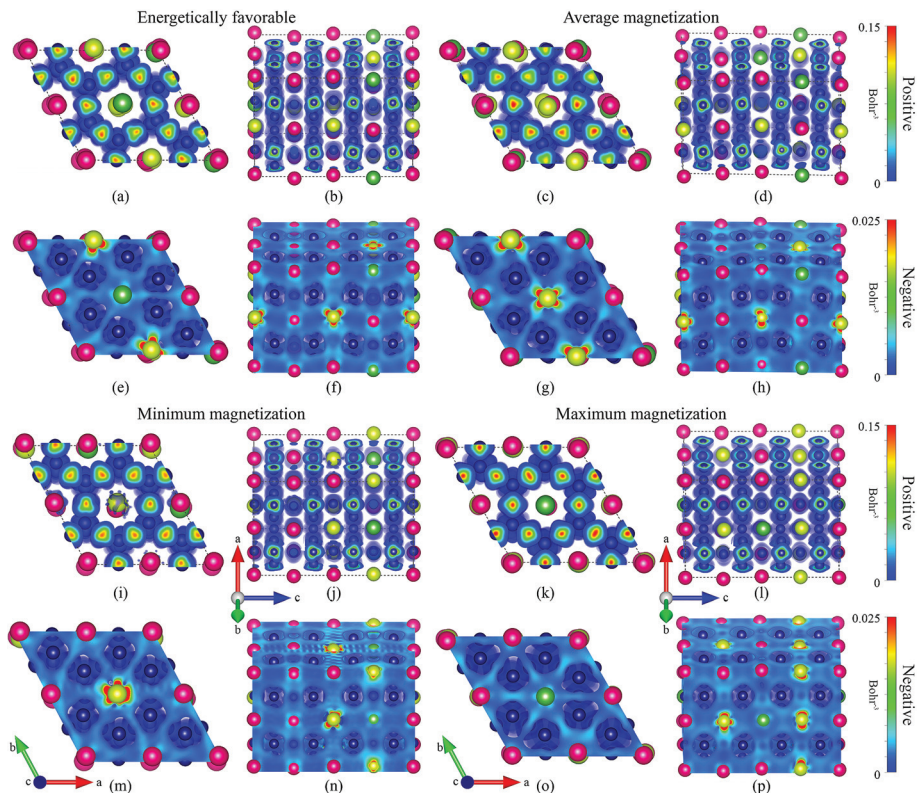 Energetically favorable
Average magnetization
0.15
Positive
Bohr⁻³
0
(a)
(b)
(c)
(d)
0.025
Negative
Bohr⁻³
0
(e)
(f)
(g)
(h)
Minimum magnetization
Maximum magnetization
0.15
Positive
Bohr⁻³
0
a
a
c
c
b
b
(i)
(j)
(k)
(l)
0.025
Negative
Bohr⁻³
0
b
c
a
b
c
a
(m)
(n)
(o)
(p)